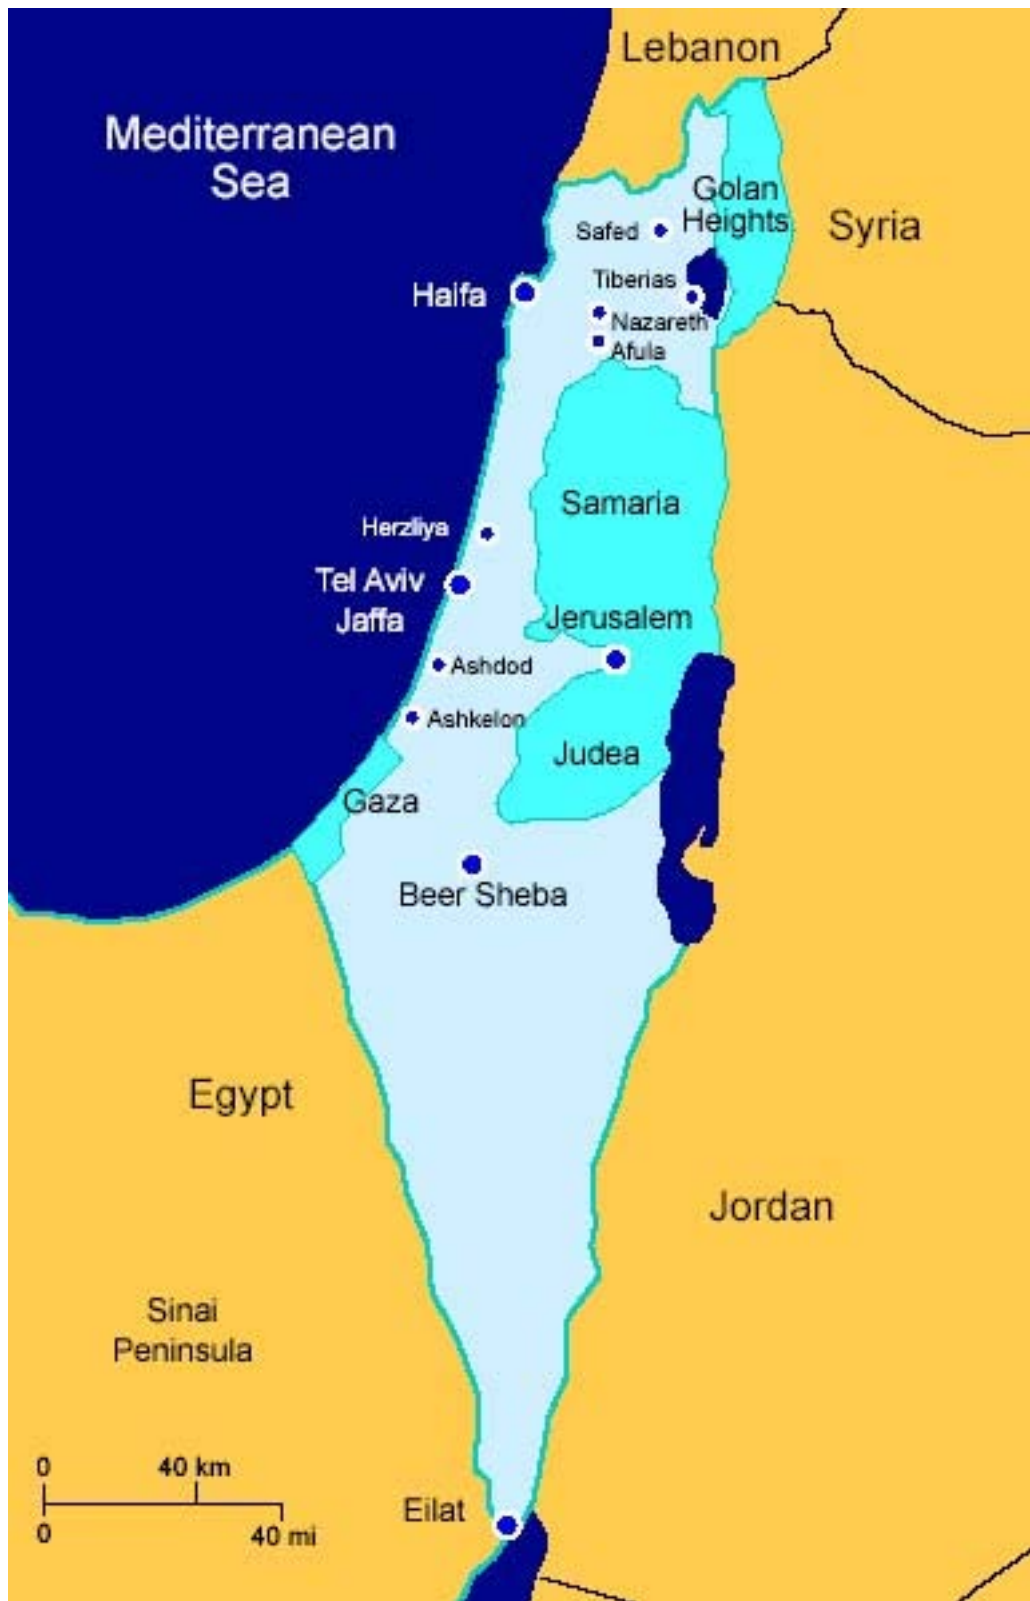 Lebanon
Mediterranean
Sea
Golan
Heights
Syria
Safed
Tiberias
Haifa
Nazareth
Afula
Samaria
Herzliya
Tel Aviv
Jaffa
Jerusalem
Ashdod
Ashkelon
Judea
Gaza
Beer Sheba
Egypt
Jordan
Sinai
Peninsula
0 40 km
0 40 mi
Eilat